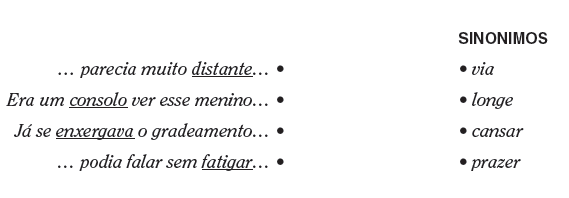 SINONIMOS
… parecia muito distante… • • via
Era um consolo ver esse menino… • • longe
Já se enxergava o gradeamento… • • cansar
… podia falar sem fatigar… • • prazer